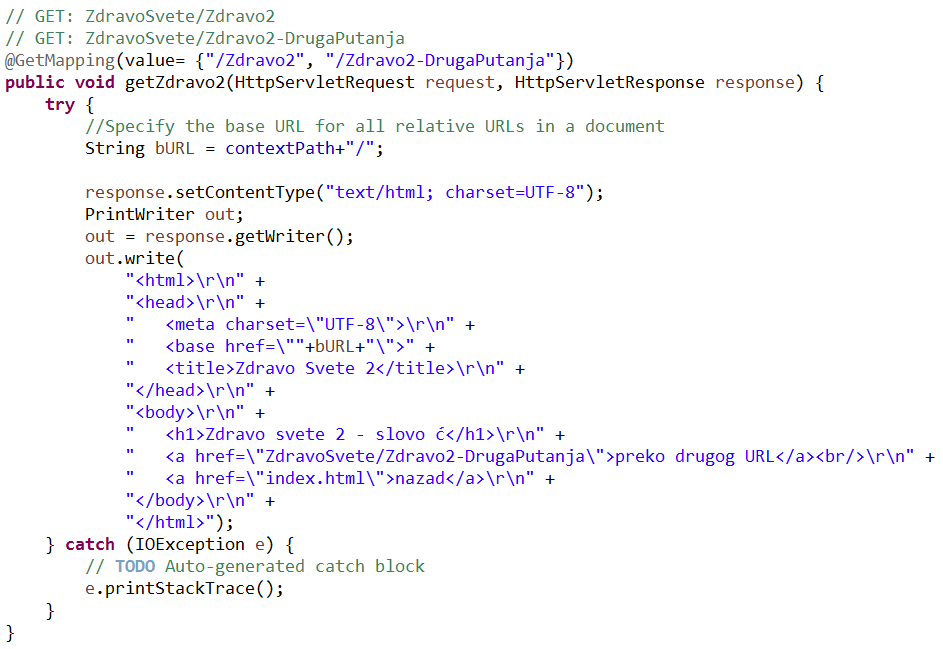 // GET: ZdravoSvete/Zdravo2
// GET: ZdravoSvete/Zdravo2-DrugaPutanja
@GetMapping(value= {"/Zdravo2", "/Zdravo2-DrugaPutanja"})
public void getZdravo2(HttpServletRequest request, HttpServletResponse response) {
    try {
        //Specify the base URL for all relative URLs in a document
        String bURL = contextPath+"/";

        response.setContentType("text/html; charset=UTF-8");
        PrintWriter out;
        out = response.getWriter();
        out.write(
            "<html>\r\n" +
            "<head>\r\n" +
            "   <meta charset=\"UTF-8\">\r\n" +
            "   <base href=\""+bURL+"\">" +
            "   <title>Zdravo Svete 2</title>\r\n" +
            "</head>\r\n" +
            "<body>\r\n" +
            "   <h1>Zdravo svete 2 - slovo ć</h1>\r\n" +
            "   <a href=\"ZdravoSvete/Zdravo2-DrugaPutanja\">preko drugog URL</a><br/>\r\n" +
            "   <a href=\"index.html\">nazad</a>\r\n" +
            "</body>\r\n" +
            "</html>");
    } catch (IOException e) {
        // TODO Auto-generated catch block
        e.printStackTrace();
    }
}